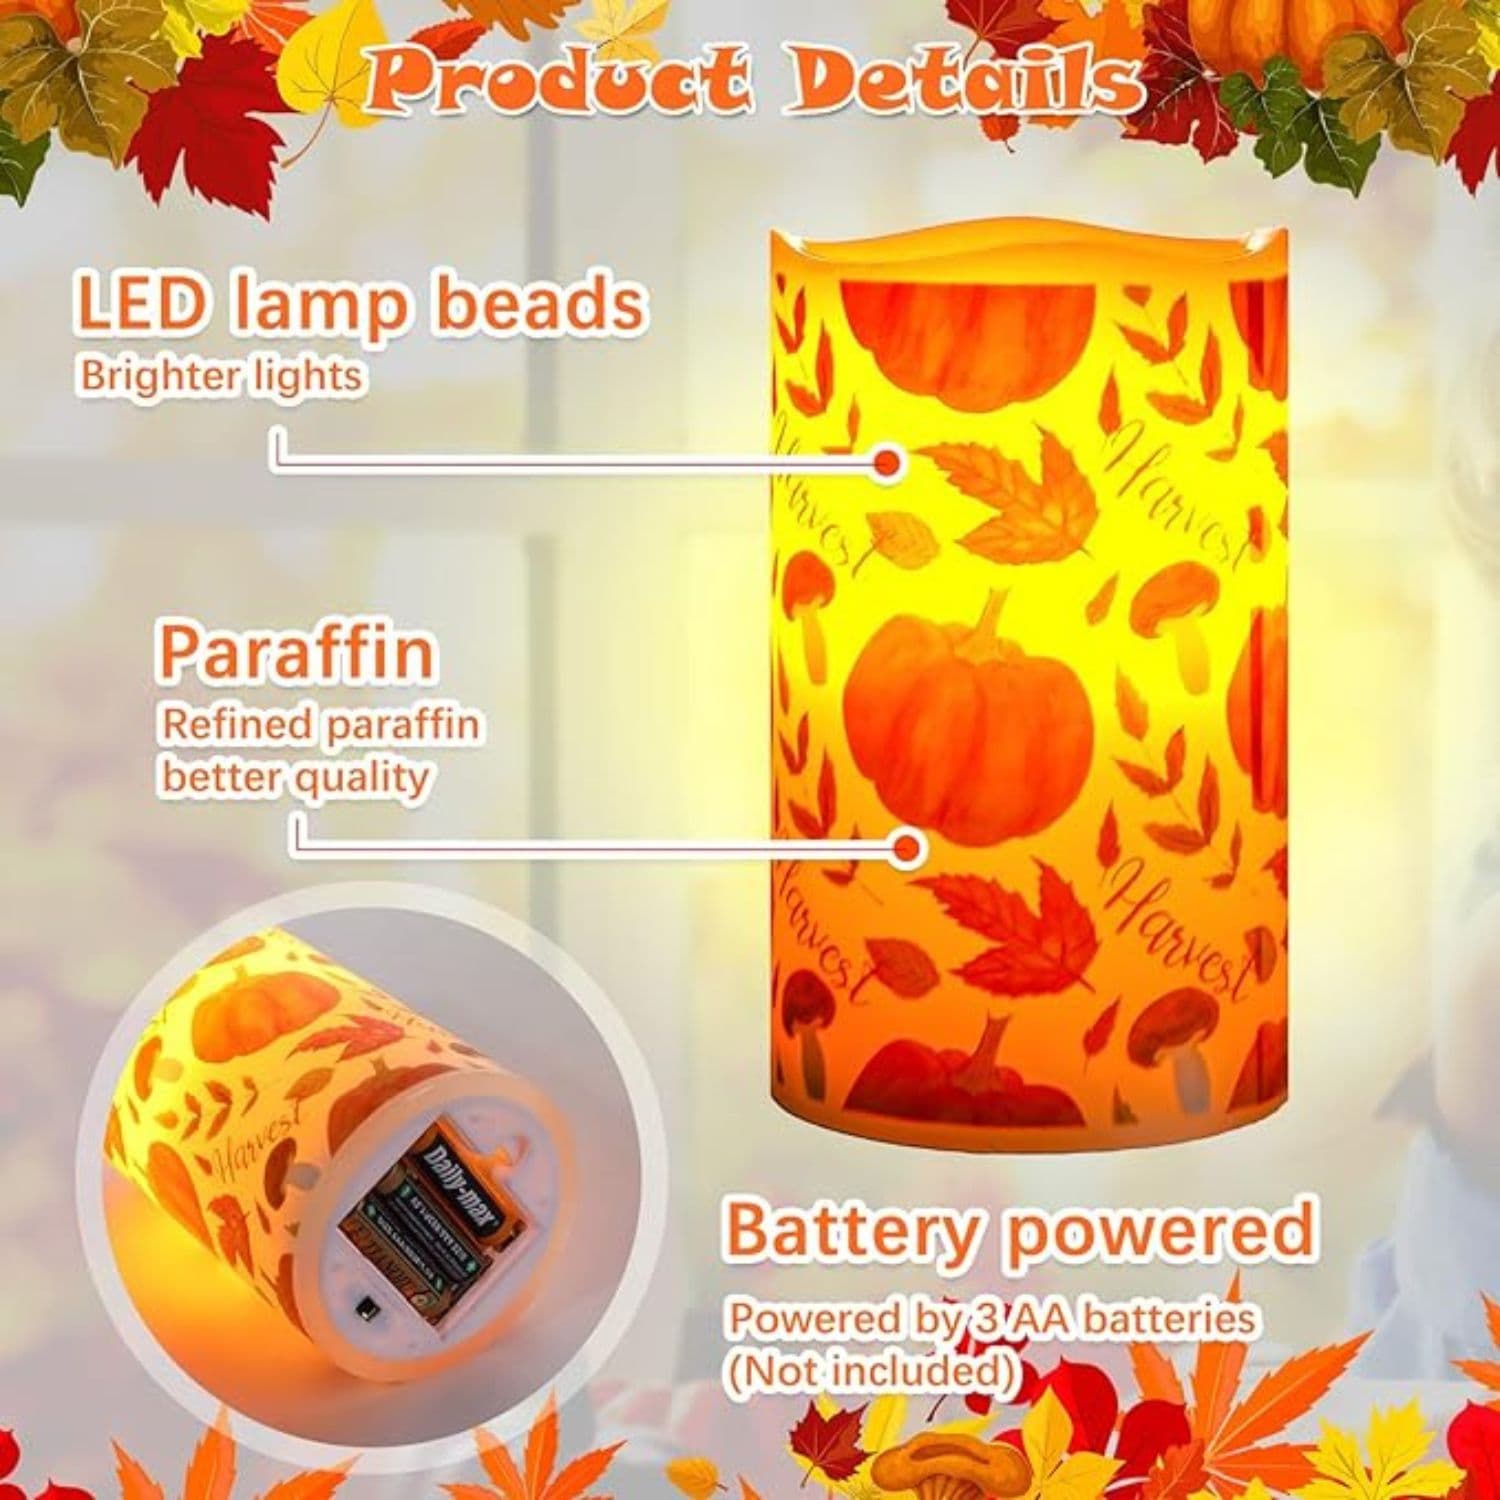 Product Details
LED lamp beads
Brighter lights
Harvest
Harvest
Paraffin
Refined paraffin
better quality
Harvest
Harvest
Harvest
Daily-max
Battery powered
Powered by 3 AA batteries
(Not included)